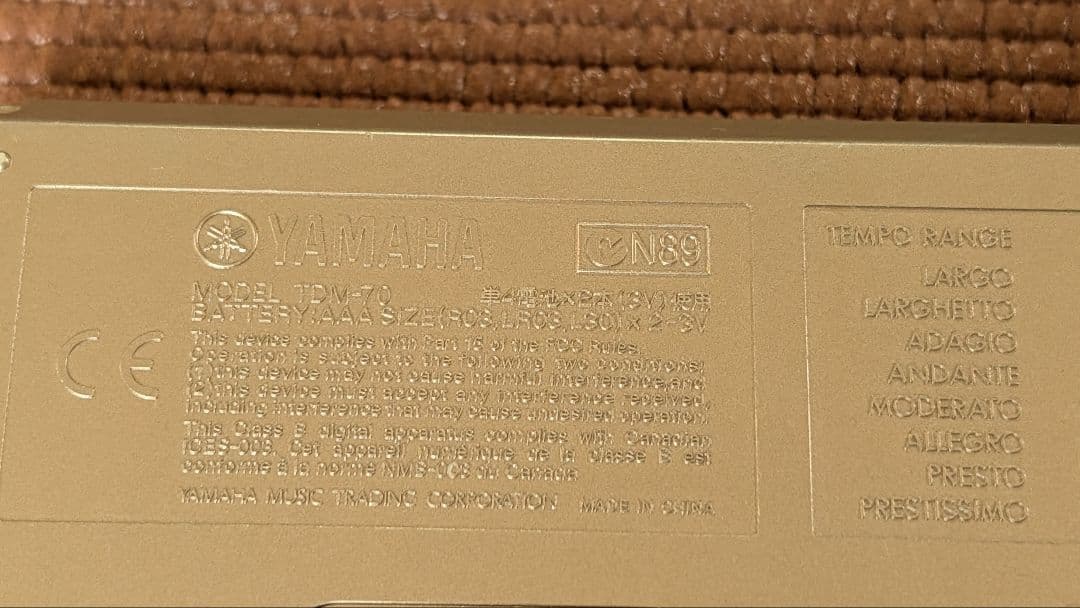 YAMAHA
N89
MODEL TDM-70 単4電池×2本(3V)使用
BATTERY:AAA SIZE(R03,LR03,L30)×2-3V
This device complies with Part 15 of the FCC Rules.
Operation is subject to the following two conditions:
(1)this device may not cause harmful interference,and
(2)this device must accept any interference received,
including interference that may cause undesired operation.
This Class B digital apparatus complies with Canadian
ICES-003. Cet appareil numérique de la classe B est
conforme à la norme NMB-003 du Canada
YAMAHA MUSIC TRADING CORPORATION MADE IN CHINA
CE
TEMPO RANGE
LARGO
LARGHETTO
ADAGIO
ANDANTE
MODERATO
ALLEGRO
PRESTO
PRESTISSIMO